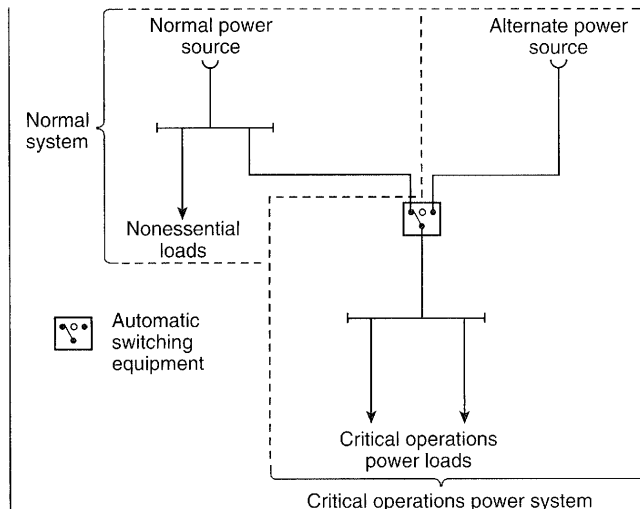 Normal power
source
Alternate power
source
Normal
system
Nonessential
loads
Automatic
switching
equipment
Critical operations
power loads
Critical operations power system